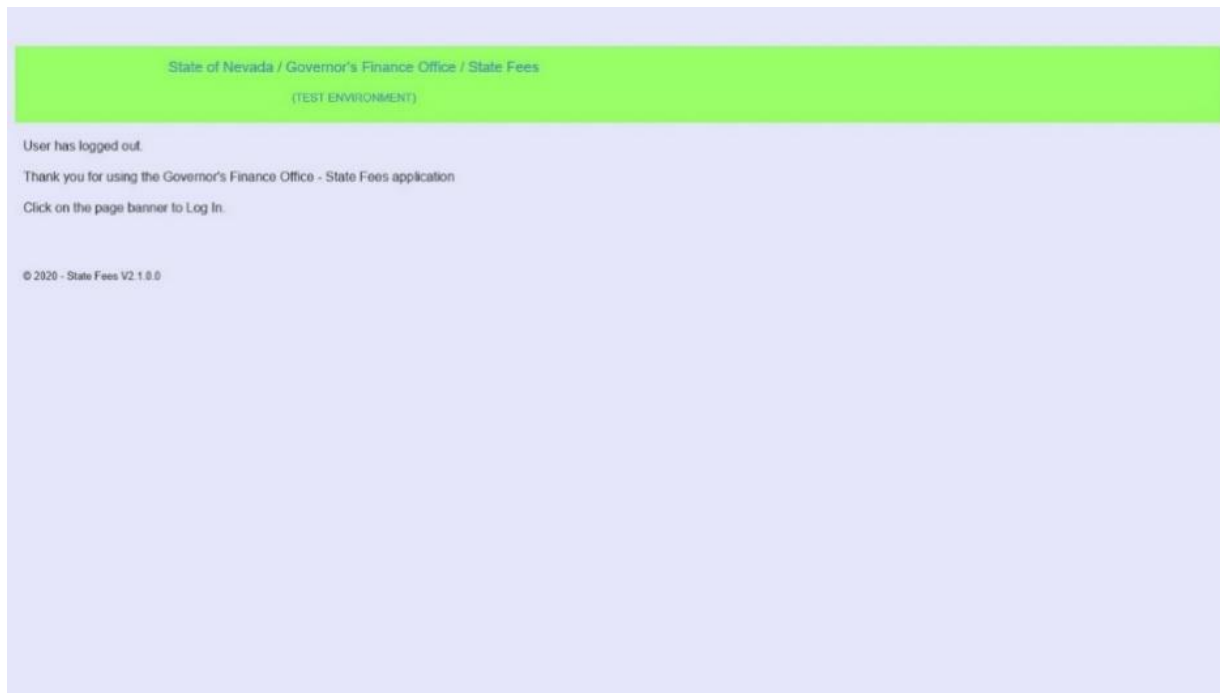 State of Nevada / Governor's Finance Office / State Fees
(TEST ENVIRONMENT)
User has logged out.
Thank you for using the Governor's Finance Office - State Fees application
Click on the page banner to Log In.
© 2020 - State Fees V2.1.0.0